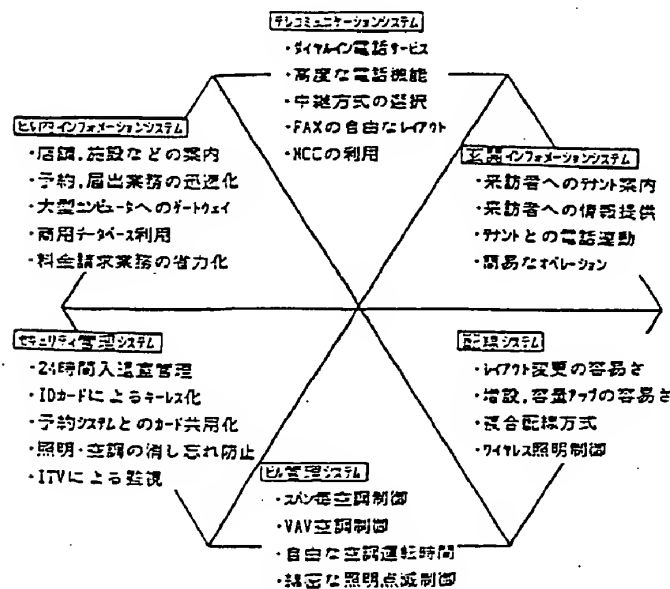 テレコミュニケーションシステム
・ダイヤルイン電話サービス
・高度な電話機能
・中継方式の選択
・FAXの自由なレイアウト
・NCCの利用
ビル内インフォメーションシステム
・店舗,施設などの案内
・予約,届出業務の迅速化
・大型コンピュータへのゲートウェイ
・商用データベース利用
・料金請求業務の省力化
玄関インフォメーションシステム
・来訪者へのテナント案内
・来訪者への情報提供
・テナントとの電話連動
・簡易なオペレーション
セキュリティ管理システム
・24時間入退室管理
・IDカードによるキーレス化
・予約システムとのカード共用化
・照明・空調の消し忘れ防止
・ITVによる監視
配線システム
・レイアウト変更の容易さ
・増設,容量アップの容易さ
・複合配線方式
・ワイヤレス照明制御
ビル管理システム
・スパン毎空調制御
・VAV空調制御
・自由な空調運転時間
・綿密な照明点滅制御